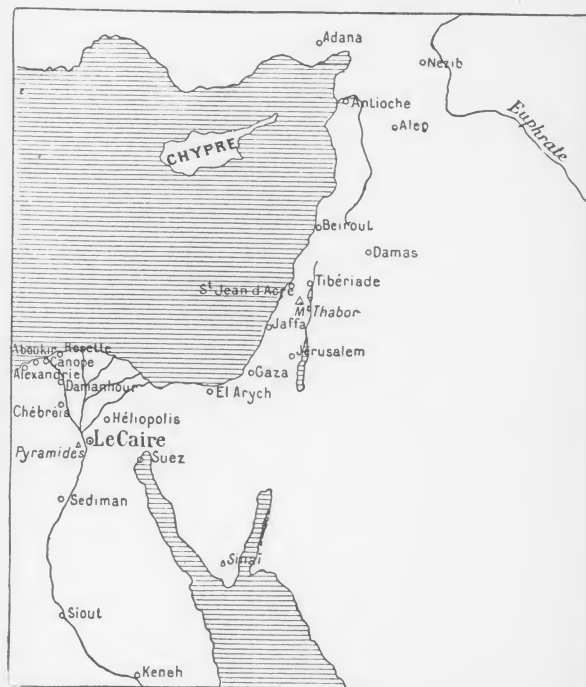 Adana
Nezib
Antioche
Alep
Euphrate
CHYPRE
Beirout
Damas
St Jean d'Acre
Tibériade
Mt Thabor
Jaffa
Jérusalem
Aboukir
Rosette
Canope
Alexandrie
Damanhour
Gaza
El Arych
Chébreis
Héliopolis
Le Caire
Pyramides
Suez
Sediman
Sinaï
Siout
Keneh